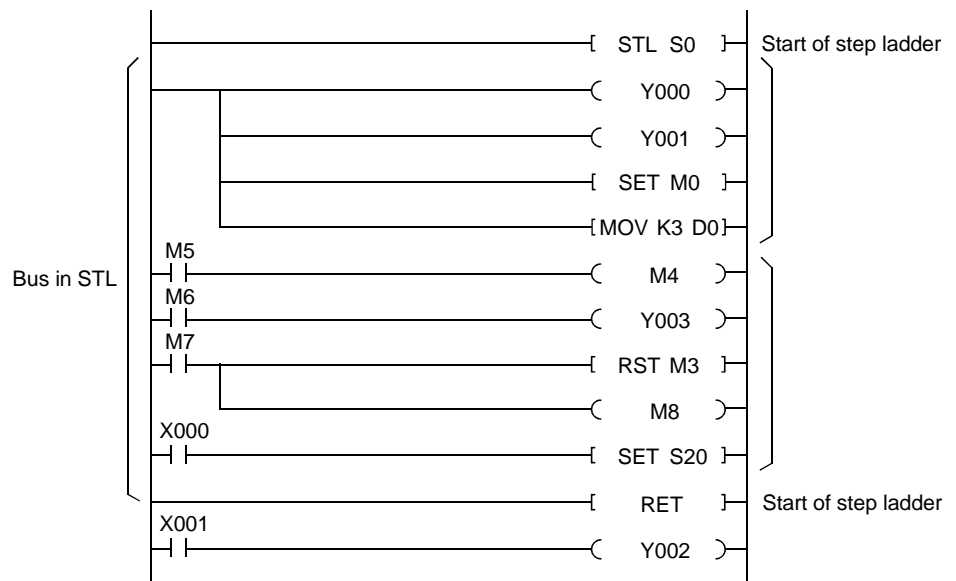 STL S0 Start of step ladder
Y000
Y001
SET M0
MOV K3 D0
M5
M4
Bus in STL
M6
Y003
M7
RST M3
M8
X000
SET S20
RET Start of step ladder
X001
Y002